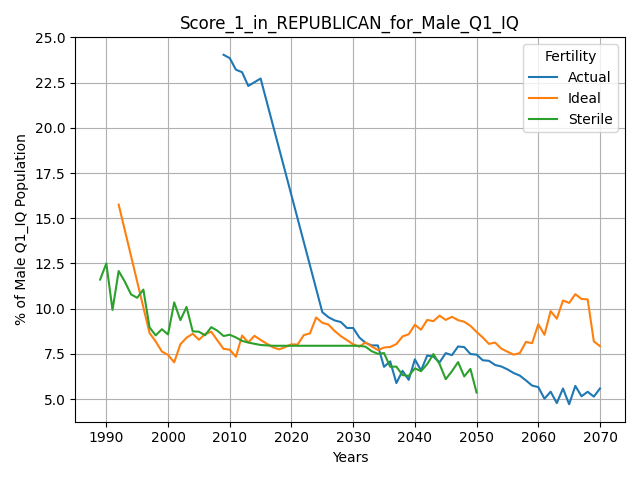 Score_1_in_REPUBLICAN_for_Male_Q1_IQ
% of Male Q1_IQ Population
25.0
22.5
20.0
17.5
15.0
12.5
10.0
7.5
5.0
Fertility
Actual
Ideal
Sterile
1990 2000 2010 2020 2030 2040 2050 2060 2070
Years